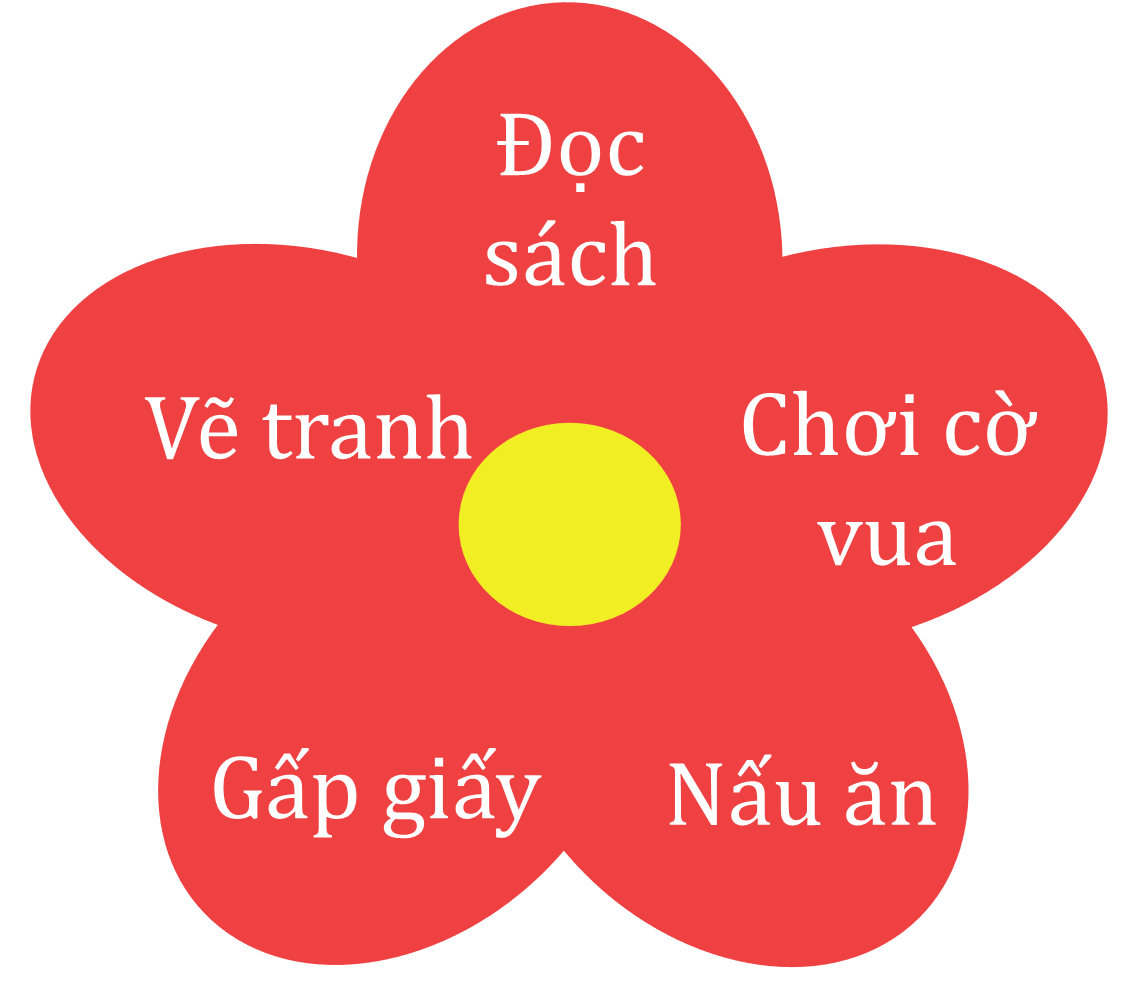 Đọc
sách
Vẽ tranh
Chơi cờ
vua
Gấp giấy
Nấu ăn